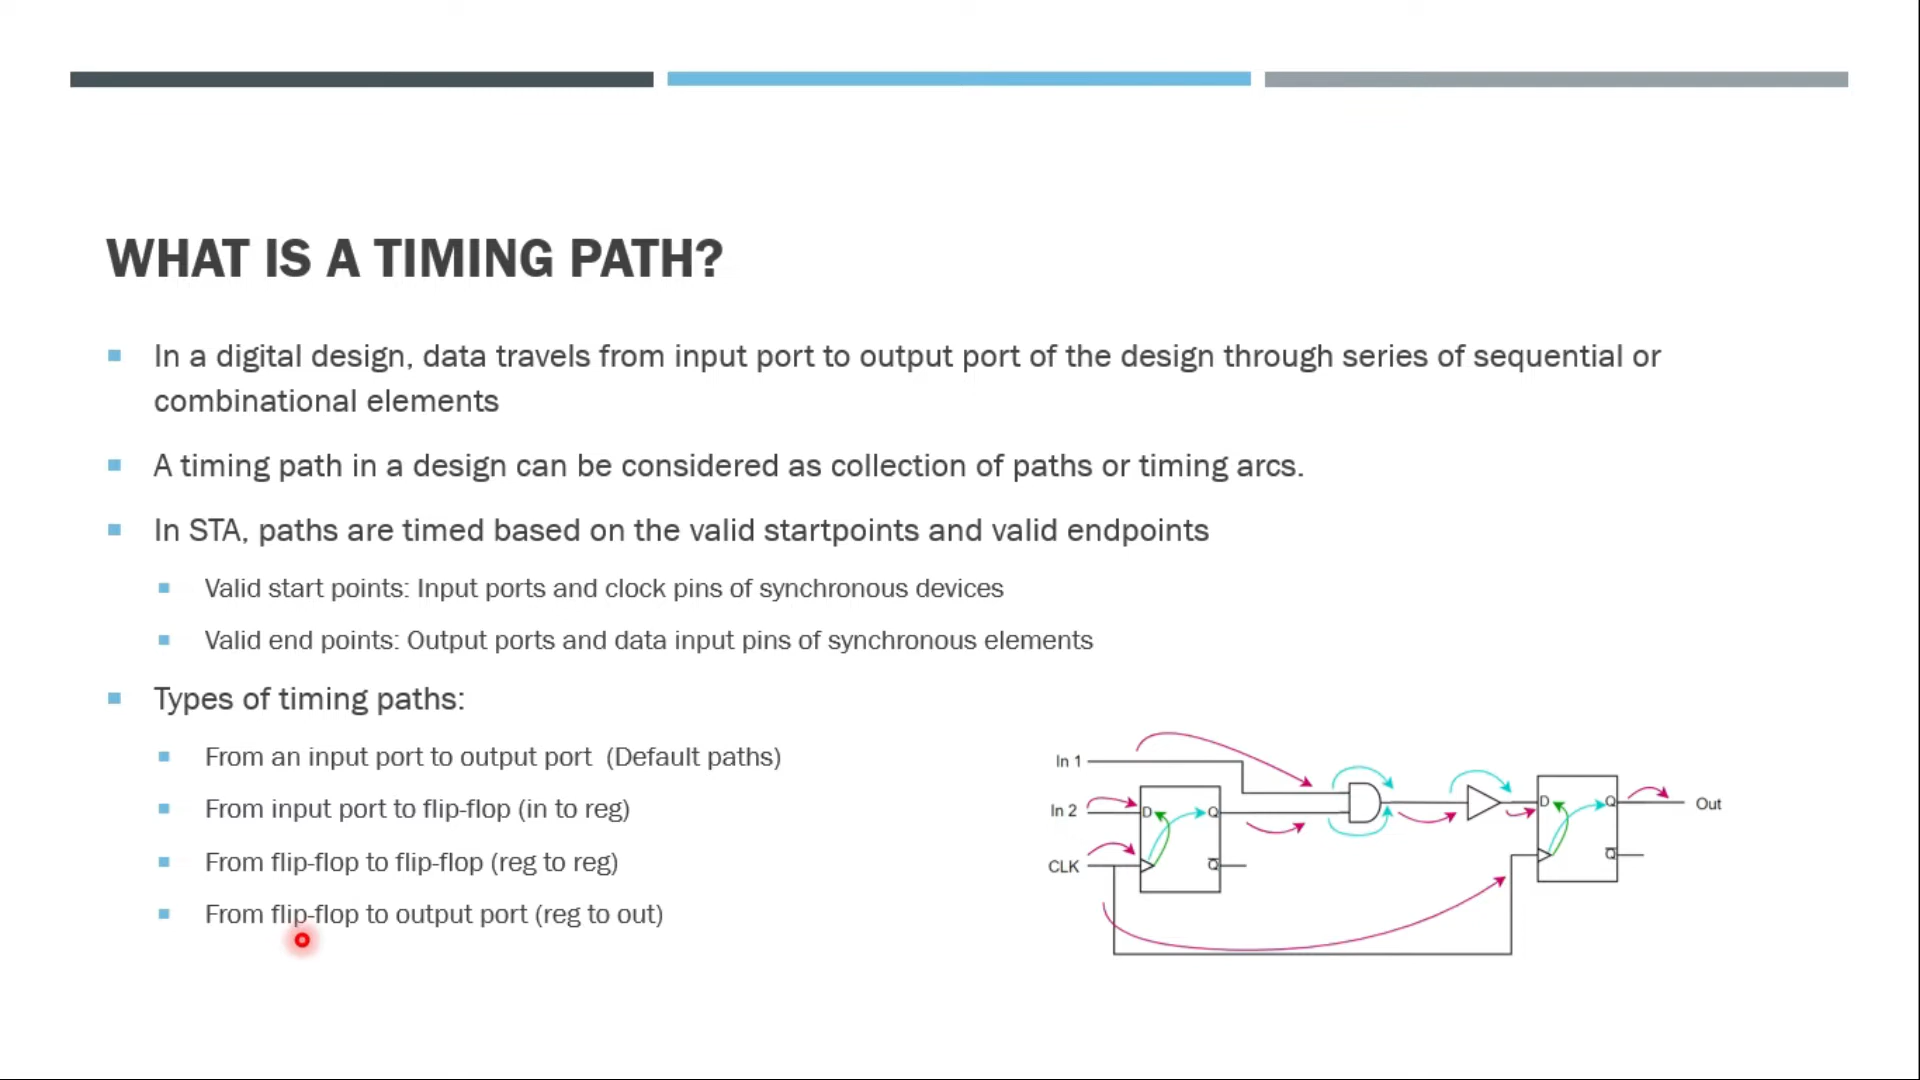 WHAT IS A TIMING PATH?
In a digital design, data travels from input port to output port of the design through series of sequential or
combinational elements
A timing path in a design can be considered as collection of paths or timing arcs.
In STA, paths are timed based on the valid startpoints and valid endpoints
Valid start points: Input ports and clock pins of synchronous devices
Valid end points: Output ports and data input pins of synchronous elements
Types of timing paths:
From an input port to output port (Default paths)
From input port to flip-flop (in to reg)
From flip-flop to flip-flop (reg to reg)
From flip-flop to output port (reg to out)
In 1
In 2
D
Q
CLK
Q̅
D
Q
Out
Q̅